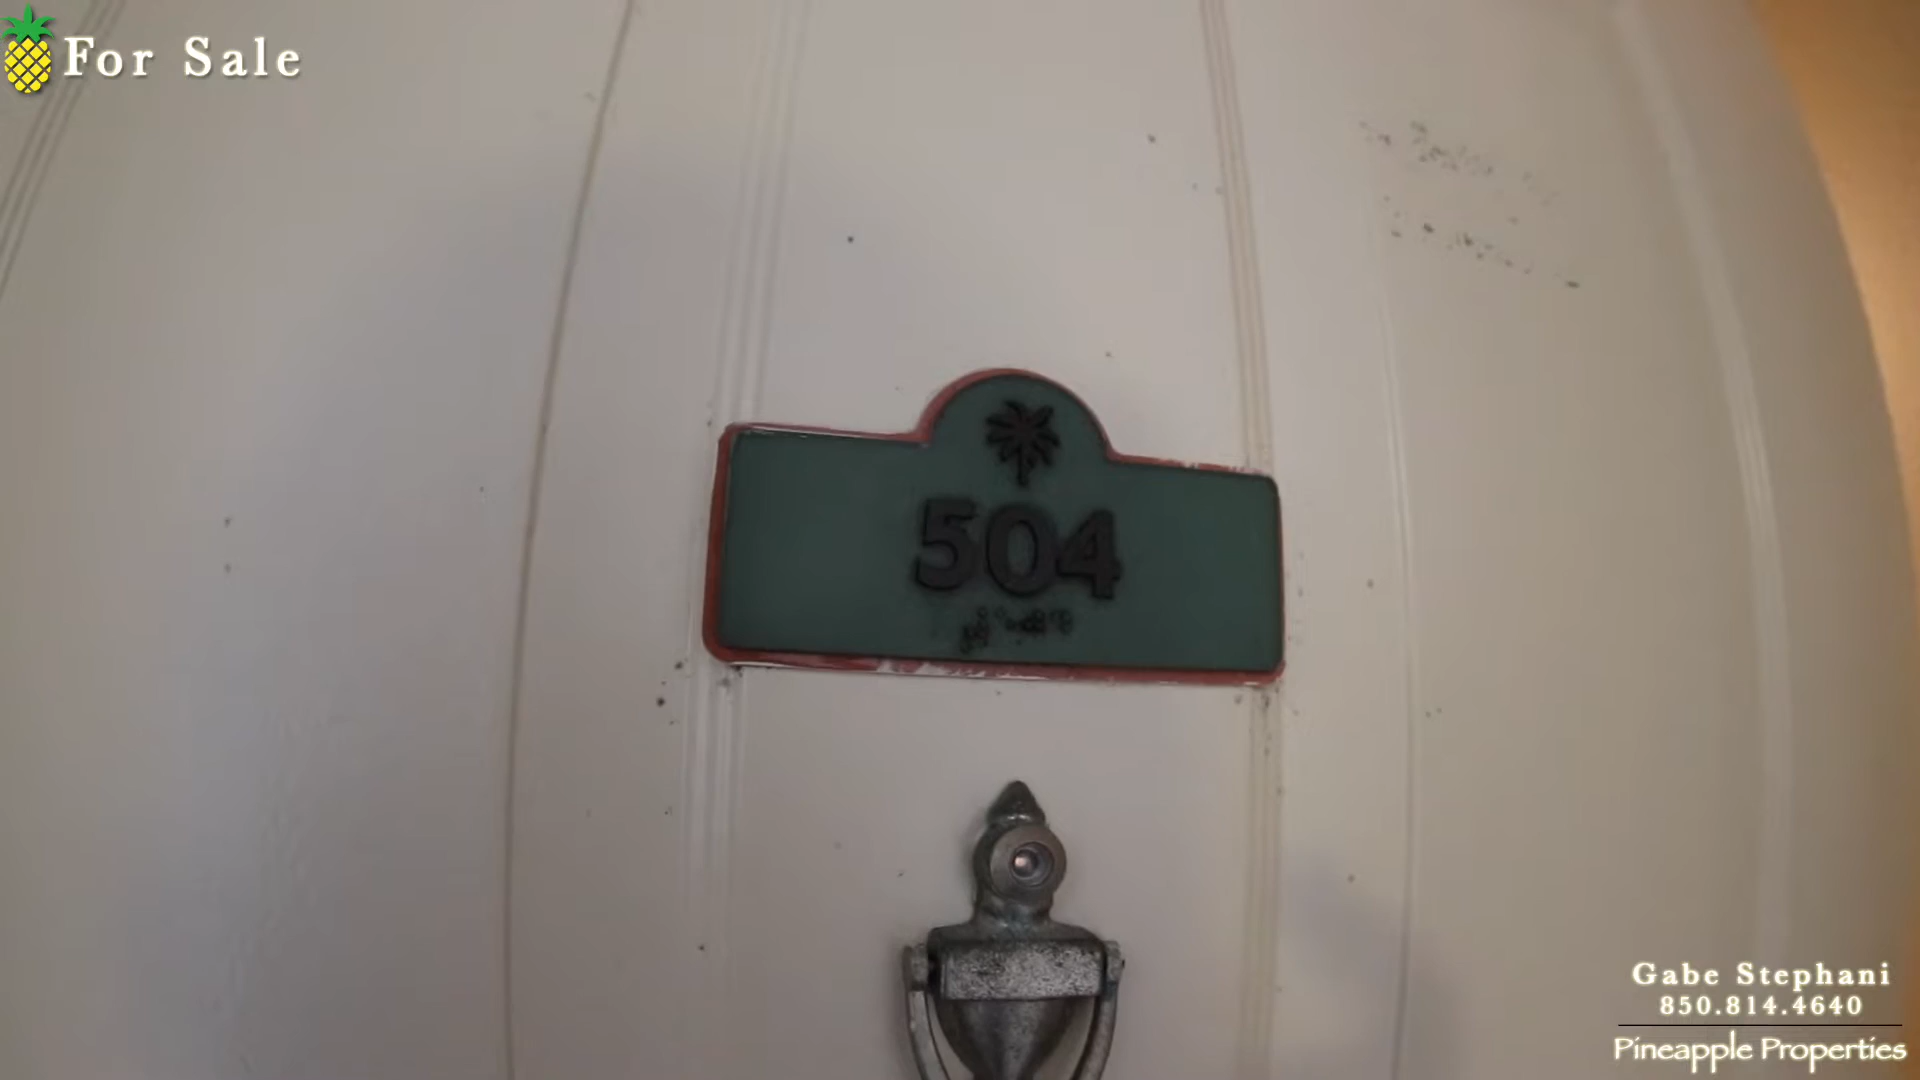 For Sale
504
Gabe Stephani
850.814.4640
Pineapple Properties